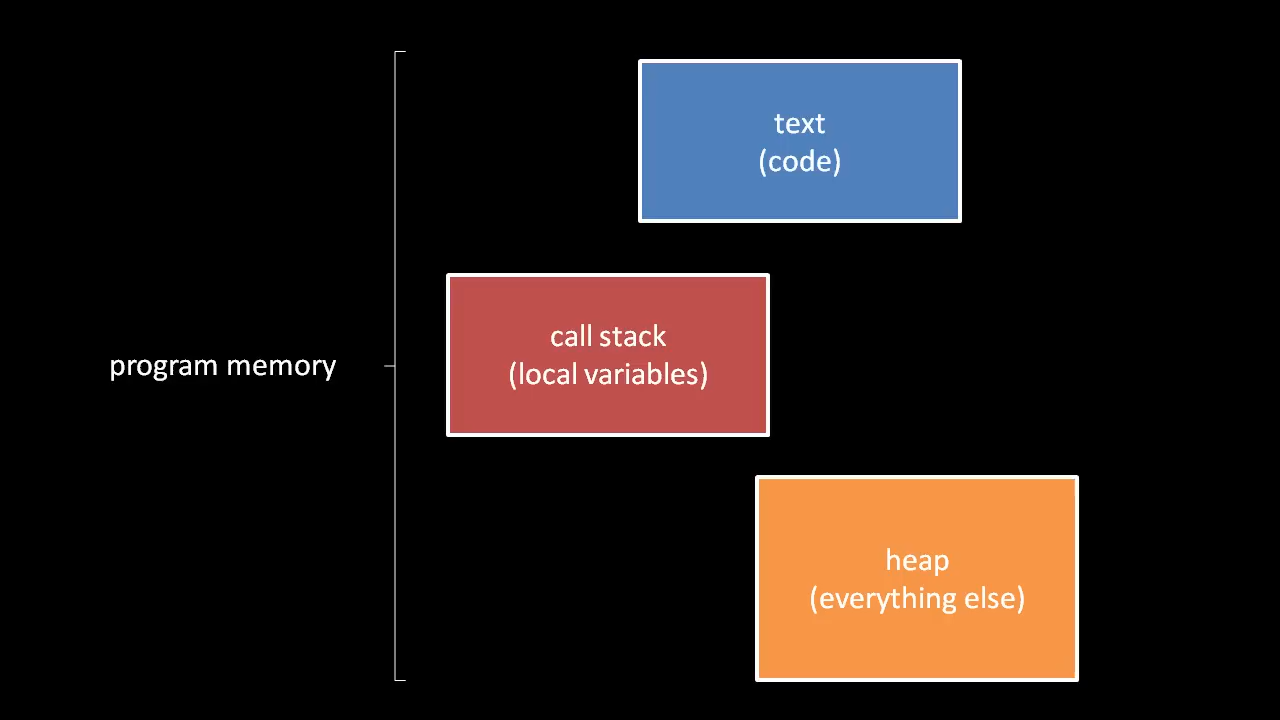 text
(code)
call stack
(local variables)
program memory
heap
(everything else)